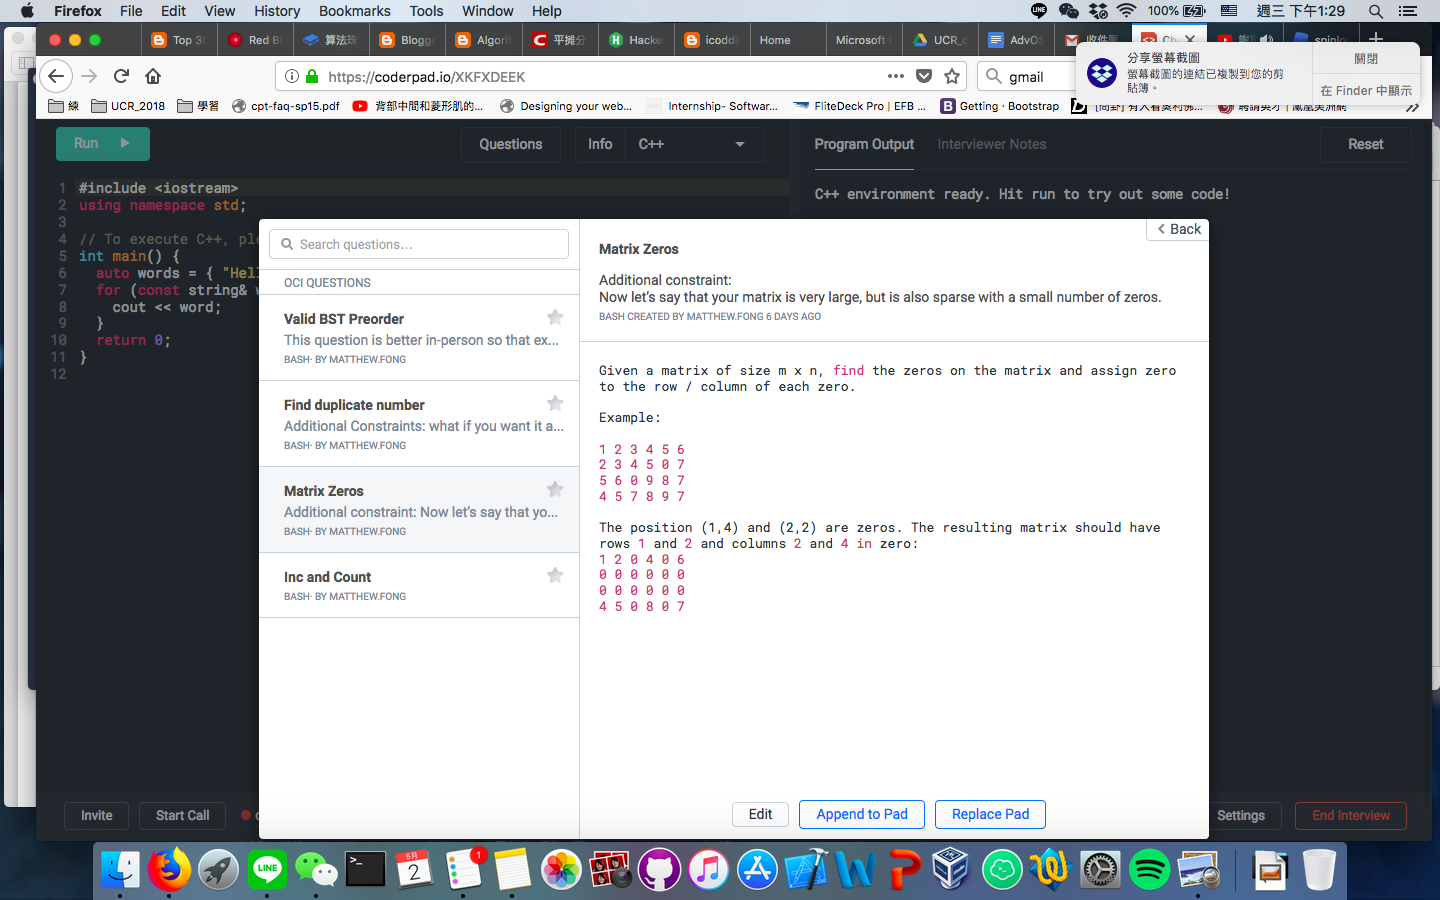 Firefox File Edit View History Bookmarks Tools Window Help
100% 週三 下午1:29
Top 30 Red Bl 算法珠 Blogge Algorit 平摊分 Hacke icoddi Home Microsoft UCR_c AdvOS 收件匣
https://coderpad.io/XKFXDEEK
gmail
分享螢幕截圖
螢幕截圖的連結已複製到您的剪
貼簿。
關閉
在 Finder 中顯示
練 UCR_2018 學習 cpt-faq-sp15.pdf 背部中間和菱形肌的... Designing your web... Internship- Softwar... FliteDeck Pro | EFB ... Getting · Bootstrap
Run Questions Info C++ Program Output Interviewer Notes Reset
C++ environment ready. Hit run to try out some code!
1 #include <iostream>
2 using namespace std;
3
4 // To execute C++, ple
5 int main() {
6 auto words = { "Hell
7 for (const string& w
8 cout << word;
9 }
10 return 0;
11 }
12
Search questions...
OCI QUESTIONS
Valid BST Preorder
This question is better in-person so that ex...
BASH· BY MATTHEW.FONG
Find duplicate number
Additional Constraints: what if you want it a...
BASH· BY MATTHEW.FONG
Matrix Zeros
Additional constraint: Now let's say that yo...
BASH· BY MATTHEW.FONG
Inc and Count
BASH· BY MATTHEW.FONG
Back
Matrix Zeros
Additional constraint:
Now let's say that your matrix is very large, but is also sparse with a small number of zeros.
BASH CREATED BY MATTHEW.FONG 6 DAYS AGO
Given a matrix of size m x n, find the zeros on the matrix and assign zero
to the row / column of each zero.
Example:
1 2 3 4 5 6
2 3 4 5 0 7
5 6 0 9 8 7
4 5 7 8 9 7
The position (1,4) and (2,2) are zeros. The resulting matrix should have
rows 1 and 2 and columns 2 and 4 in zero:
1 2 0 4 0 6
0 0 0 0 0 0
0 0 0 0 0 0
4 5 0 8 0 7
Edit Append to Pad Replace Pad
Invite Start Call Settings End Interview
LINE
5月
2
1